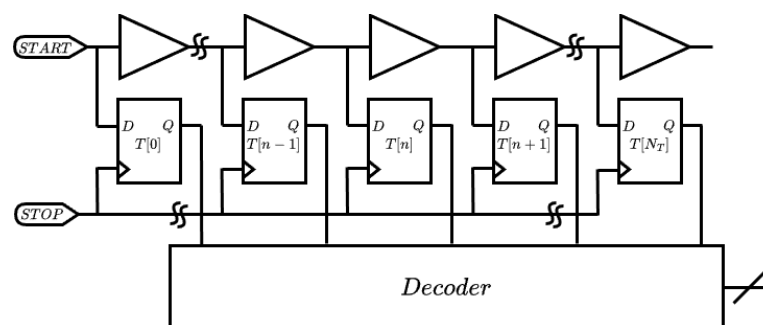 START
D Q D Q D Q D Q D Q
T[0] T[n − 1] T[n] T[n + 1] T[N_T]
STOP
Decoder